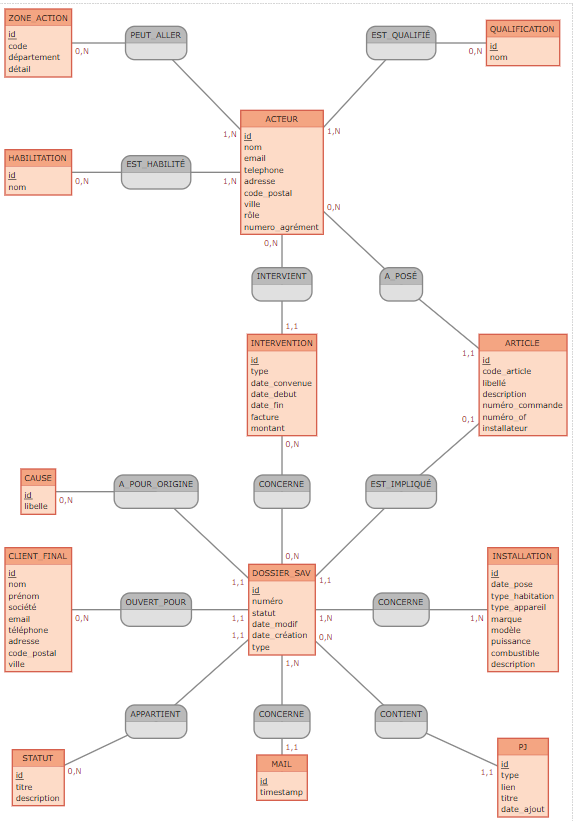 ZONE_ACTION
id
code
département
détail
0,N
PEUT_ALLER
1,N
EST_QUALIFIÉ
1,N
0,N
QUALIFICATION
id
nom
HABILITATION
id
nom
0,N
EST_HABILITÉ
1,N
ACTEUR
id
nom
email
telephone
adresse
code_postal
ville
rôle
numero_agrément
0,N
0,N
INTERVIENT
1,1
A_POSÉ
1,1
INTERVENTION
id
type
date_convenue
date_debut
date_fin
facture
montant
0,N
ARTICLE
id
code_article
libellé
description
numéro_commande
numéro_of
installateur
0,1
CAUSE
id
libelle
0,N
A_POUR_ORIGINE
1,1
CONCERNE
0,N
EST_IMPLIQUÉ
1,1
CLIENT_FINAL
id
nom
prénom
société
email
téléphone
adresse
code_postal
ville
0,N
OUVERT_POUR
1,1
1,1
DOSSIER_SAV
id
numéro
statut
date_modif
date_création
type
1,N
0,N
1,N
CONCERNE
1,N
INSTALLATION
id
date_pose
type_habitation
type_appareil
marque
modèle
puissance
combustible
description
APPARTIENT
CONCERNE
1,1
CONTIENT
1,1
STATUT
id
titre
description
0,N
MAIL
id
timestamp
PJ
id
type
lien
titre
date_ajout